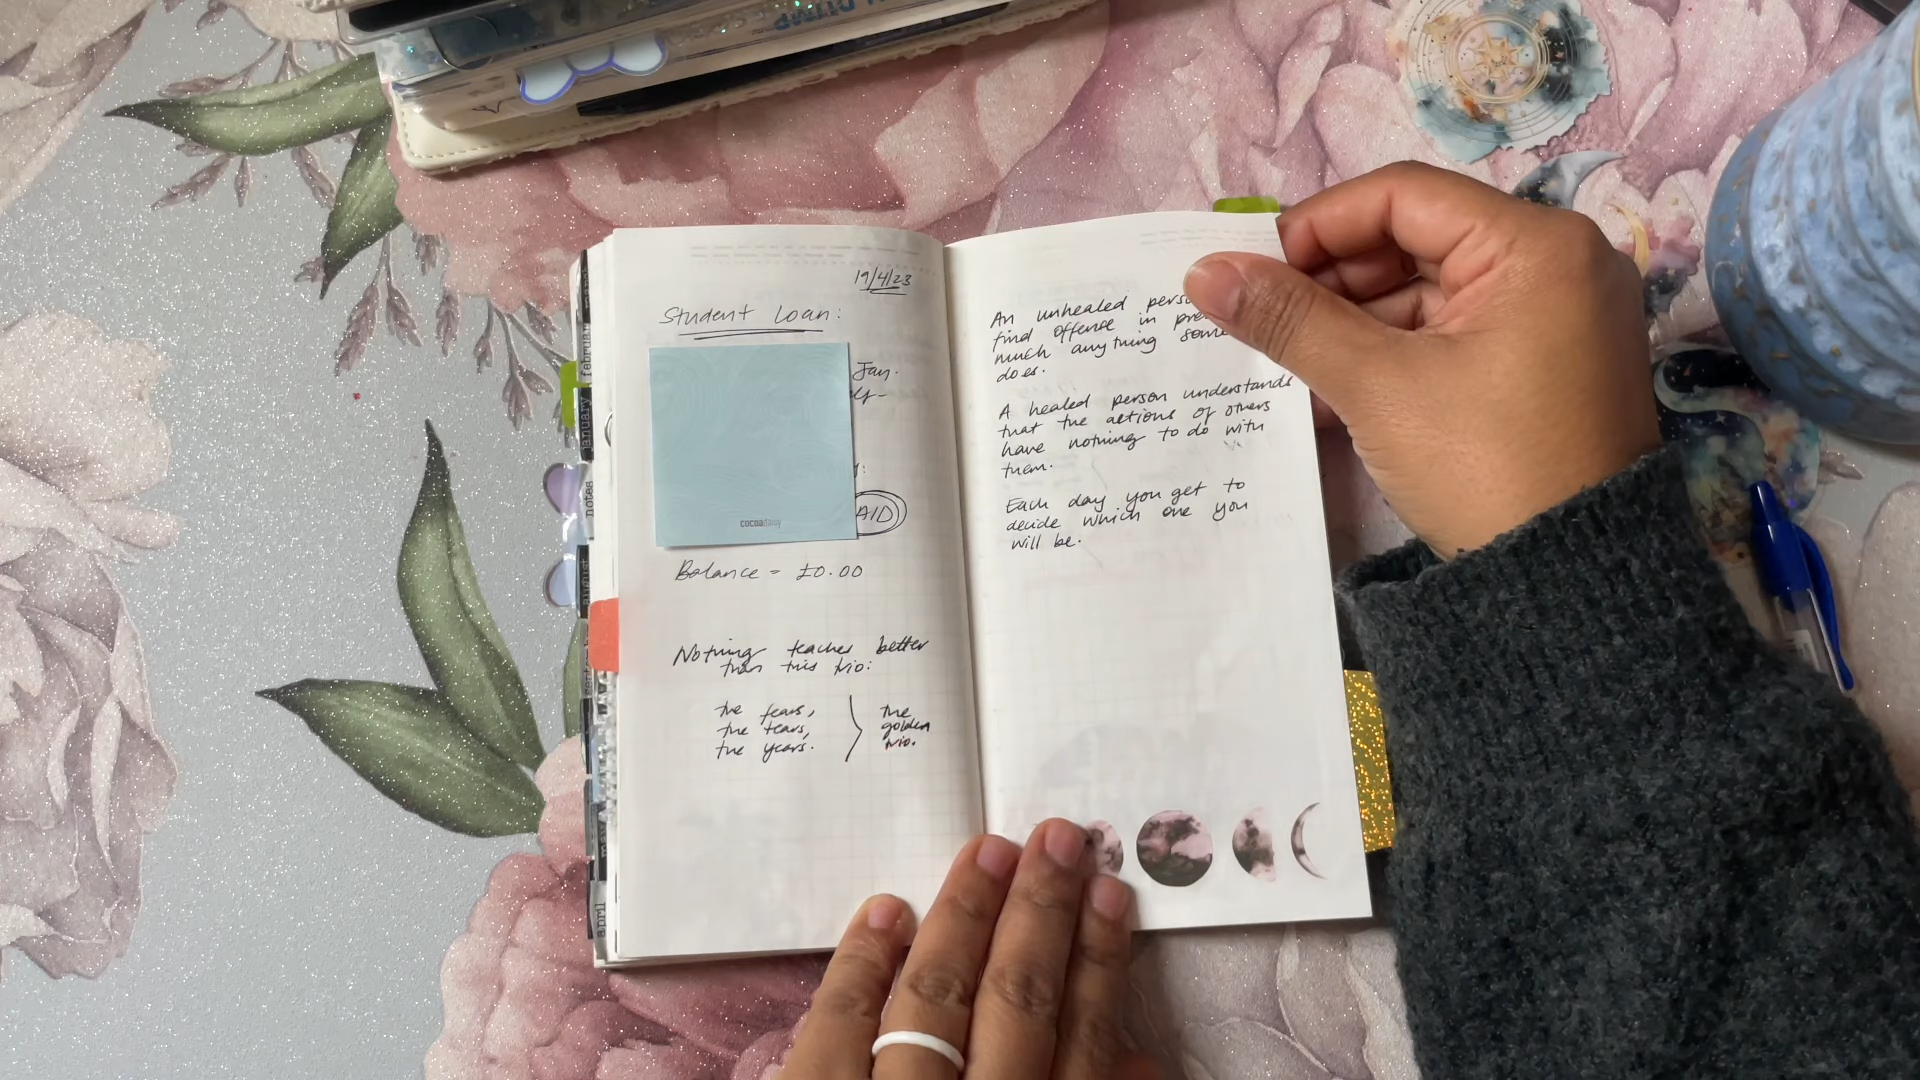 DUMP
19/4/23
Student Loan:
Jan.
cocoadaisy
AID
Balance = £0.00
Nothing teaches better
than this trio:
the fears,
the tears,
the years.
the
golden
trio.
An unhealed
find offence in
much anything
does.
A healed person understands
that the actions of others
have nothing to do with
them.
Each day you get to
decide which one you
will be.
february
january
notes
august
april